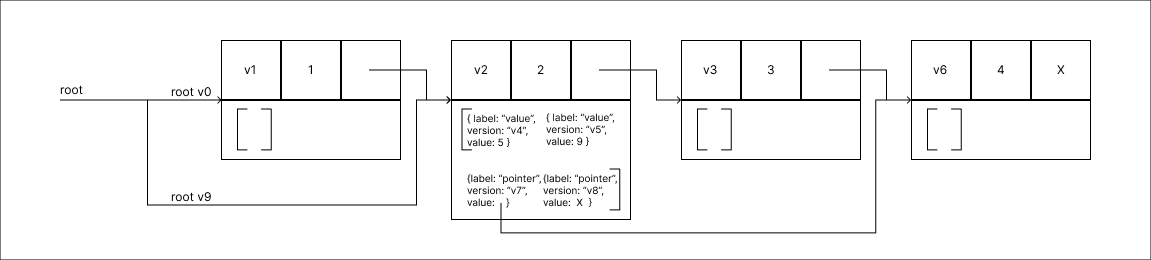 root
root v0
root v9
v1 1
v2 2
{ label: “value”,
version: “v4”,
value: 5 }
{ label: “value”,
version: “v5”,
value: 9 }
{label: “pointer”,
version: “v7”,
value: }
{label: “pointer”,
version: “v8”,
value: X }
v3 3
v6 4 X